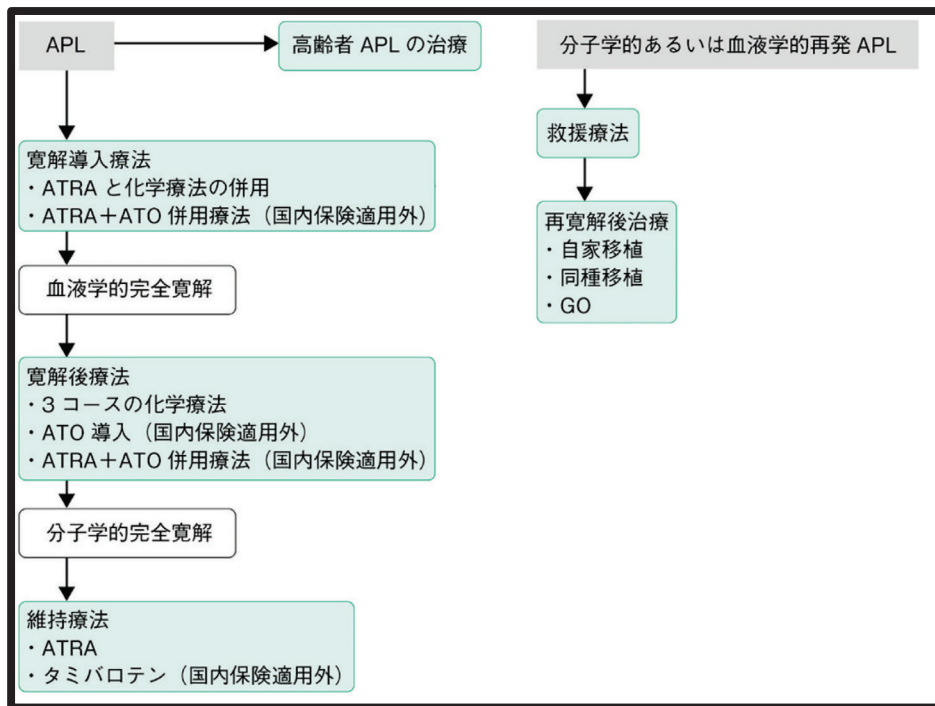 APL
高齢者 APL の治療
寛解導入療法
・ATRA と化学療法の併用
・ATRA+ATO 併用療法（国内保険適用外）
血液学的完全寛解
寛解後療法
・3 コースの化学療法
・ATO 導入（国内保険適用外）
・ATRA+ATO 併用療法（国内保険適用外）
分子学的完全寛解
維持療法
・ATRA
・タミバロテン（国内保険適用外）
分子学的あるいは血液学的再発 APL
救援療法
再寛解後治療
・自家移植
・同種移植
・GO